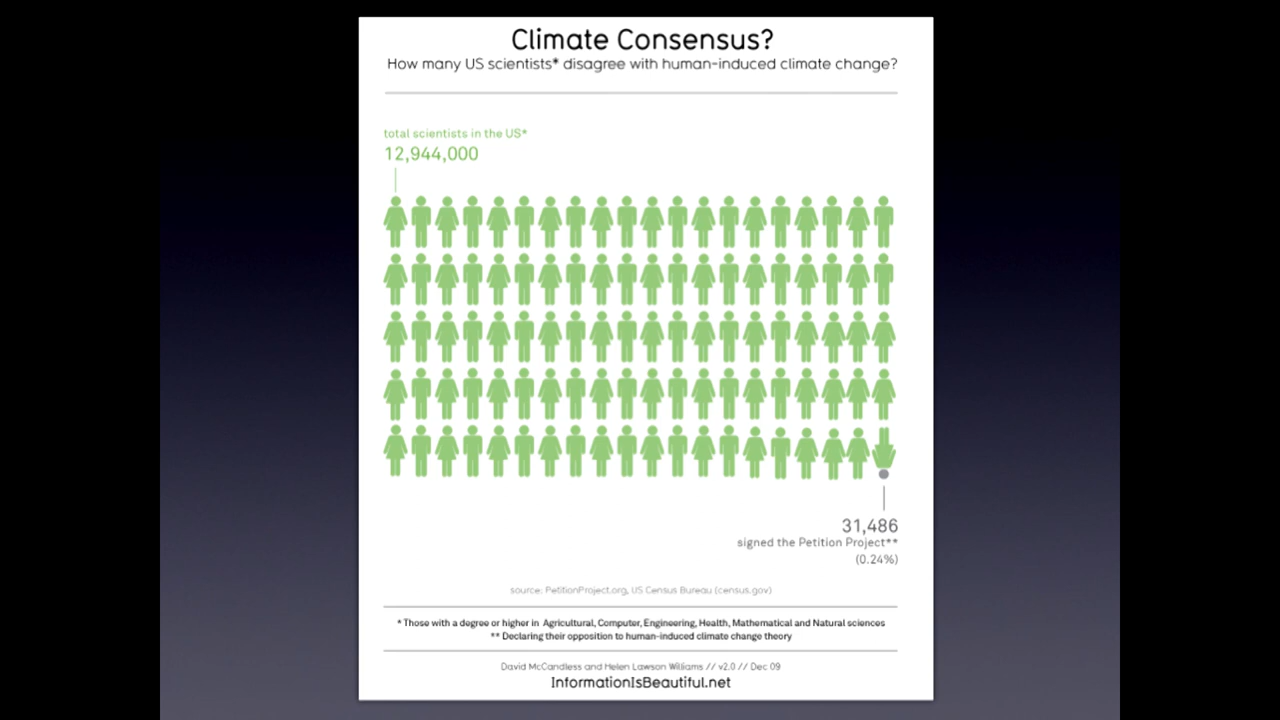 Climate Consensus?
How many US scientists* disagree with human-induced climate change?
total scientists in the US*
12,944,000
31,486
signed the Petition Project**
(0.24%)
source: PetitionProject.org, US Census Bureau (census.gov)
* Those with a degree or higher in Agricultural, Computer, Engineering, Health, Mathematical and Natural sciences
** Declaring their opposition to human-induced climate change theory
David McCandless and Helen Lawson Williams // v2.0 // Dec 09
InformationIsBeautiful.net